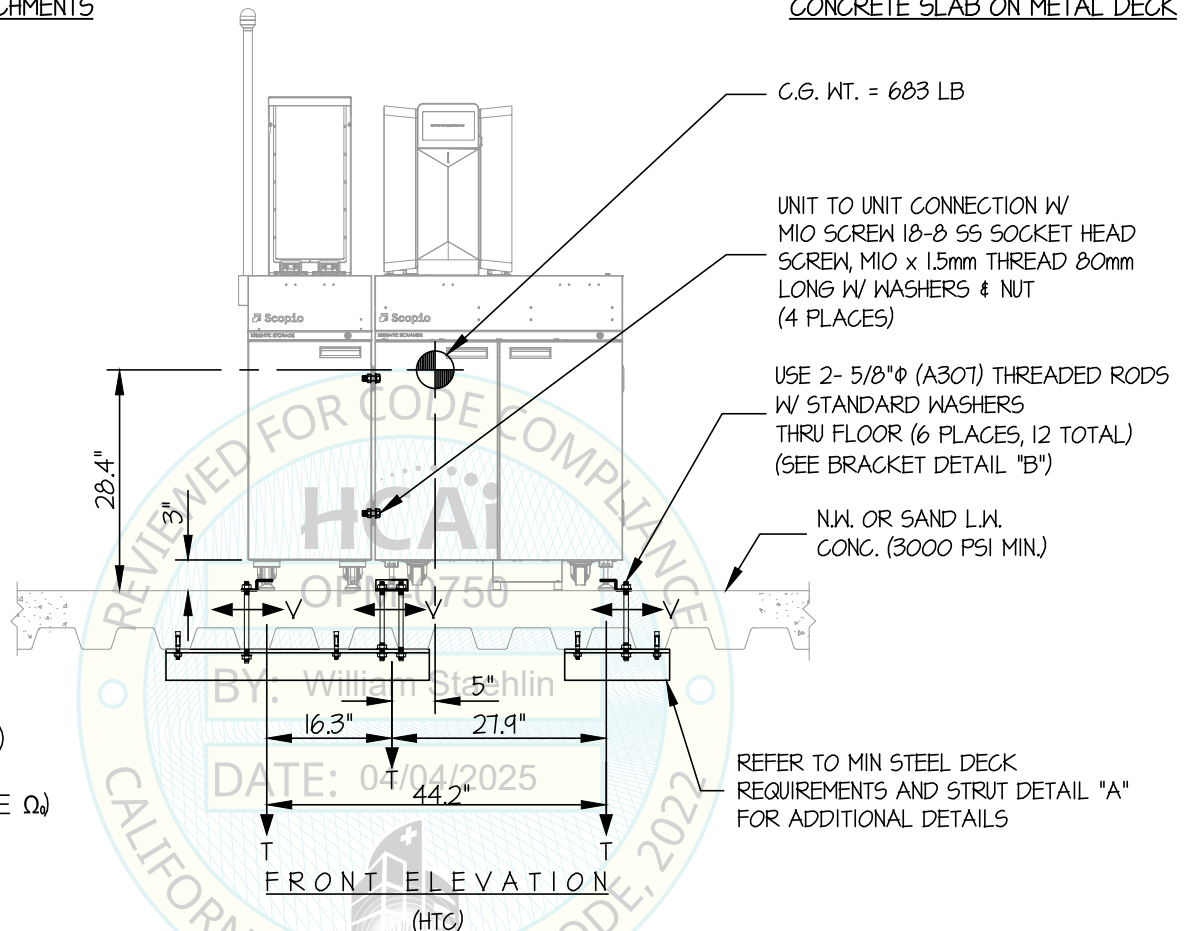 CHMENTS
CONCRETE SLAB ON METAL DECK
C.G. WT. = 683 LB
UNIT TO UNIT CONNECTION W/
M10 SCREW 18-8 SS SOCKET HEAD
SCREW, M10 x 1.5mm THREAD 80mm
LONG W/ WASHERS & NUT
(4 PLACES)
Scopio
Scopio
USE 2- 5/8"Φ (A307) THREADED RODS
W/ STANDARD WASHERS
THRU FLOOR (6 PLACES, 12 TOTAL)
(SEE BRACKET DETAIL "B")
28.4"
3"
N.W. OR SAND L.W.
CONC. (3000 PSI MIN.)
REVIEWED FOR CODE COMPLIANCE
HCAi
OPM-0750
V
V
V
BY: William Staehlin
5"
16.3"
27.9"
)
DATE: 04/04/2025
T
44.2"
E Ω₀)
REFER TO MIN STEEL DECK
REQUIREMENTS AND STRUT DETAIL "A"
FOR ADDITIONAL DETAILS
T
T
FRONT ELEVATION
(HTC)
CALIFORN
ODE, 2022